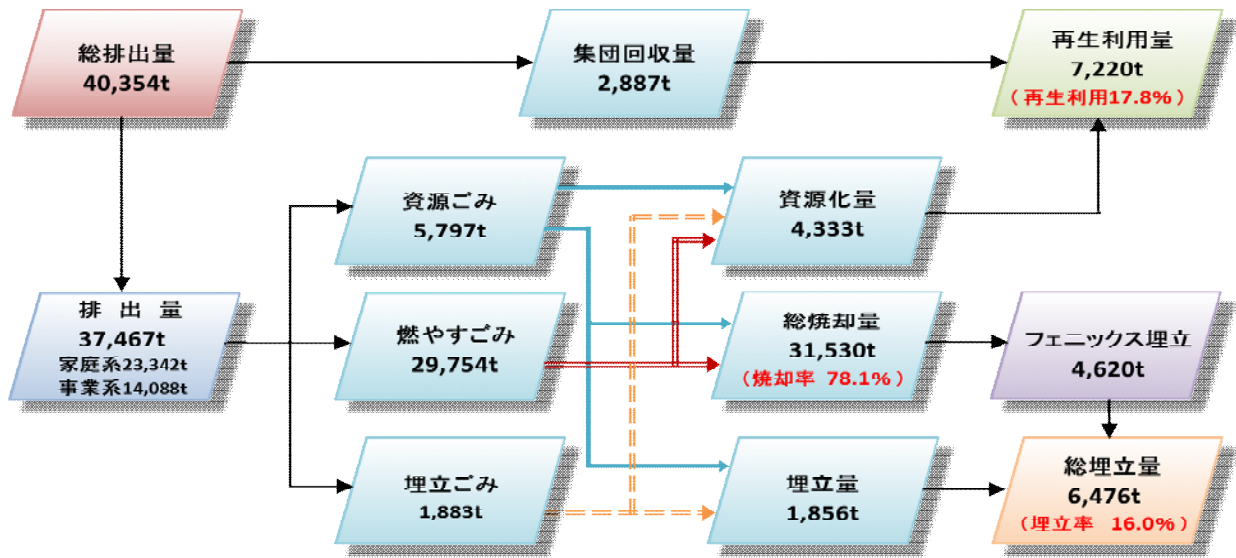 総排出量
40,354t
集団回収量
2,887t
再生利用量
7,220t
（再生利用17.8%）
資源ごみ
5,797t
資源化量
4,333t
排　出　量
37,467t
家庭系23,342t
事業系14,088t
燃やすごみ
29,754t
総焼却量
31,530t
（焼却率 78.1%）
フェニックス埋立
4,620t
埋立ごみ
1,883t
埋立量
1,856t
総埋立量
6,476t
（埋立率　16.0%）